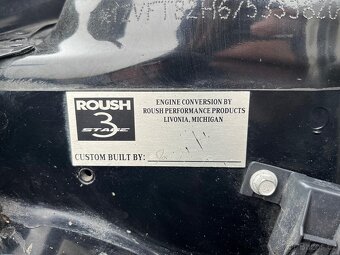 ROUSH
3
STAGE
ENGINE CONVERSION BY
ROUSH PERFORMANCE PRODUCTS
LIVONIA, MICHIGAN
CUSTOM BUILT BY: